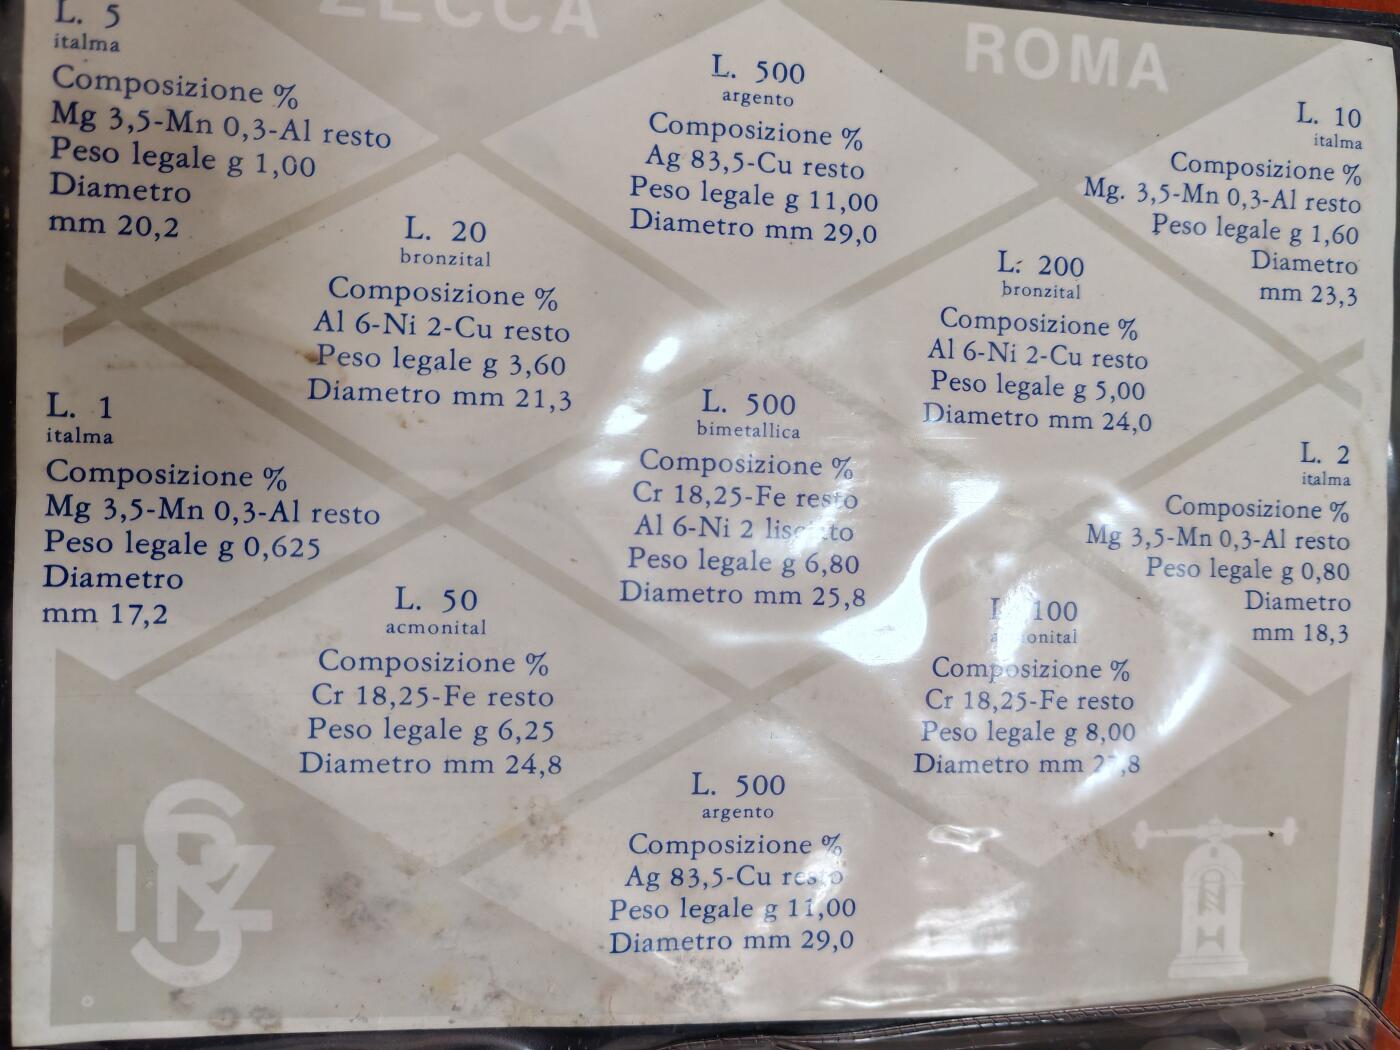 ZECCA
ROMA
L. 5
italma
Composizione %
Mg 3,5-Mn 0,3-Al resto
Peso legale g 1,00
Diametro
mm 20,2
L. 500
argento
Composizione %
Ag 83,5-Cu resto
Peso legale g 11,00
Diametro mm 29,0
L. 10
italma
Composizione %
Mg. 3,5-Mn 0,3-Al resto
Peso legale g 1,60
Diametro
mm 23,3
L. 20
bronzital
Composizione %
Al 6-Ni 2-Cu resto
Peso legale g 3,60
Diametro mm 21,3
L. 200
bronzital
Composizione %
Al 6-Ni 2-Cu resto
Peso legale g 5,00
Diametro mm 24,0
L. 1
italma
Composizione %
Mg 3,5-Mn 0,3-Al resto
Peso legale g 0,625
Diametro
mm 17,2
L. 500
bimetallica
Composizione %
Cr 18,25-Fe resto
Al 6-Ni 2
Peso legale g 6,80
Diametro mm 25,8
L. 2
italma
Composizione %
Mg 3,5-Mn 0,3-Al resto
Peso legale g 0,80
Diametro
mm 18,3
L. 50
acmonital
Composizione %
Cr 18,25-Fe resto
Peso legale g 6,25
Diametro mm 24,8
L. 100
acmonital
Composizione %
Cr 18,25-Fe resto
Peso legale g 8,00
Diametro mm
L. 500
argento
Composizione %
Ag 83,5-Cu resto
Peso legale g 11,00
Diametro mm 29,0